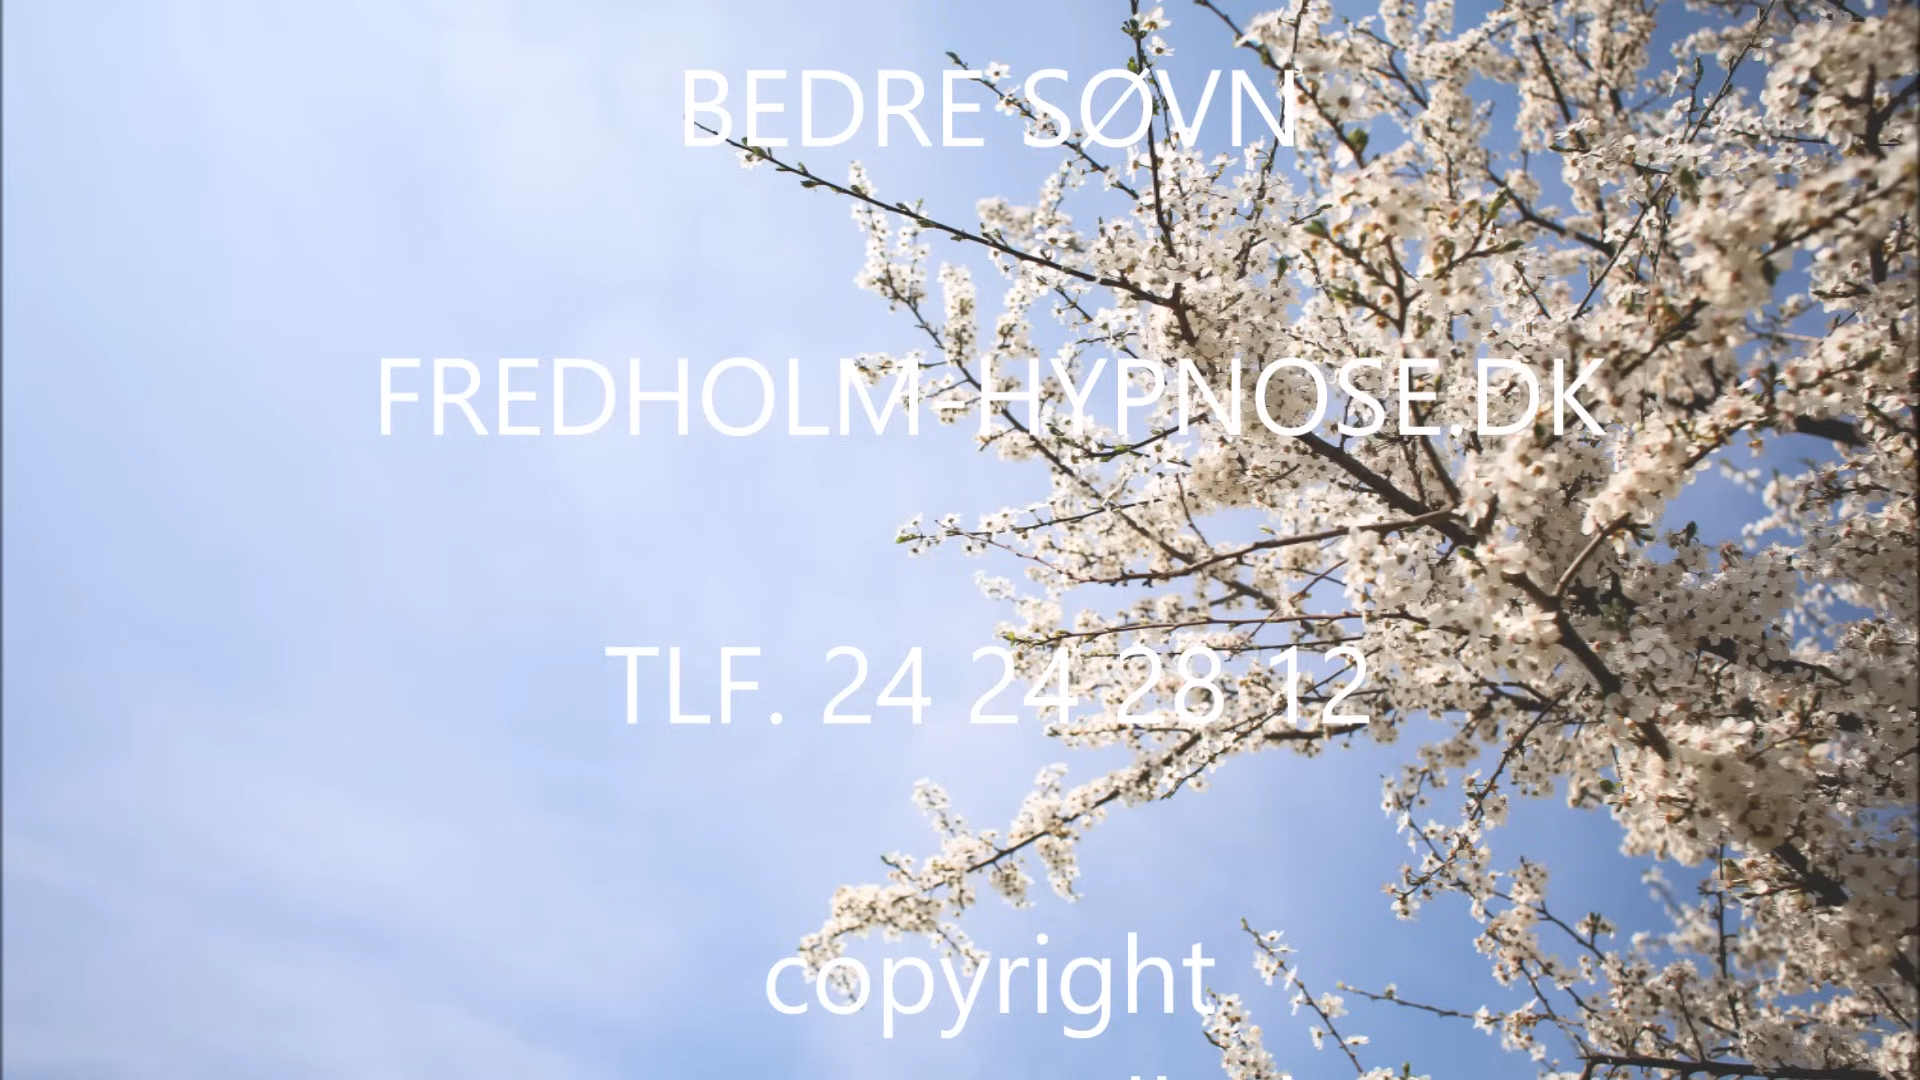 BEDRE SØVN
FREDHOLM-HYPNOSE.DK
TLF. 24 24 28 12
copyright